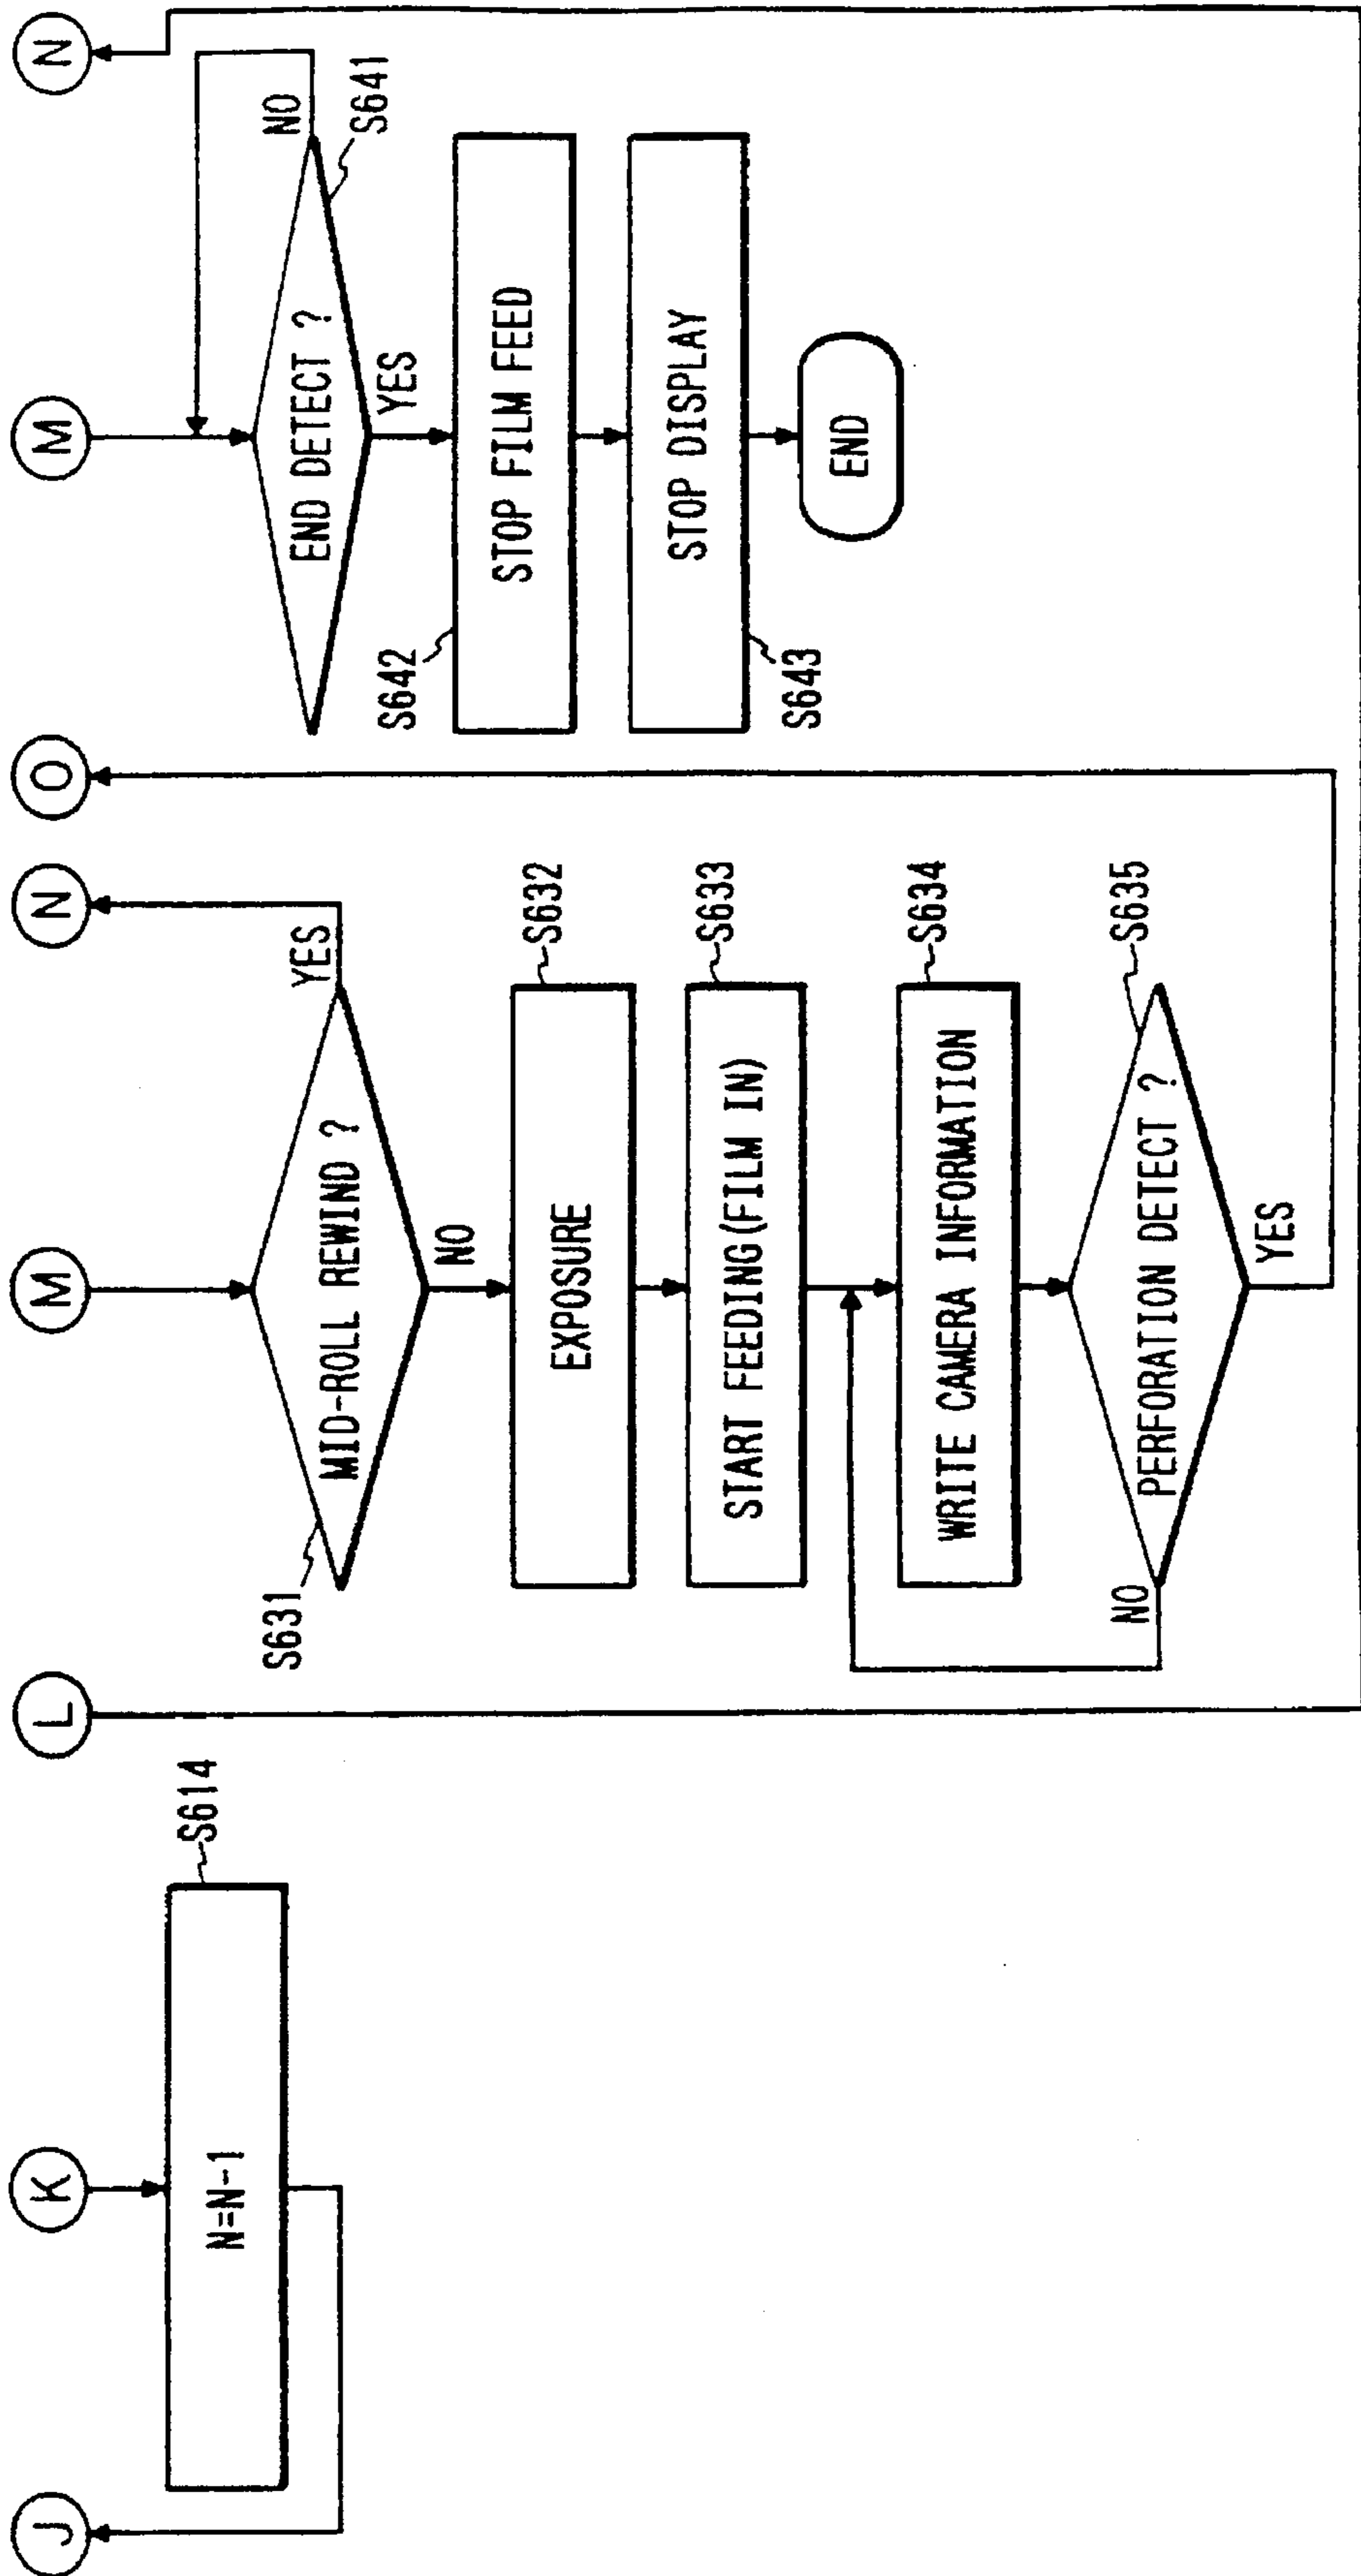 J
K
N=N-1
S614
L
M
S631
MID-ROLL REWIND ?
YES
N
NO
EXPOSURE
S632
START FEEDING(FILM IN)
S633
WRITE CAMERA INFORMATION
S634
PERFORATION DETECT ?
S635
NO
YES
O
M
END DETECT ?
NO
S641
YES
S642
STOP FILM FEED
STOP DISPLAY
S643
END
N